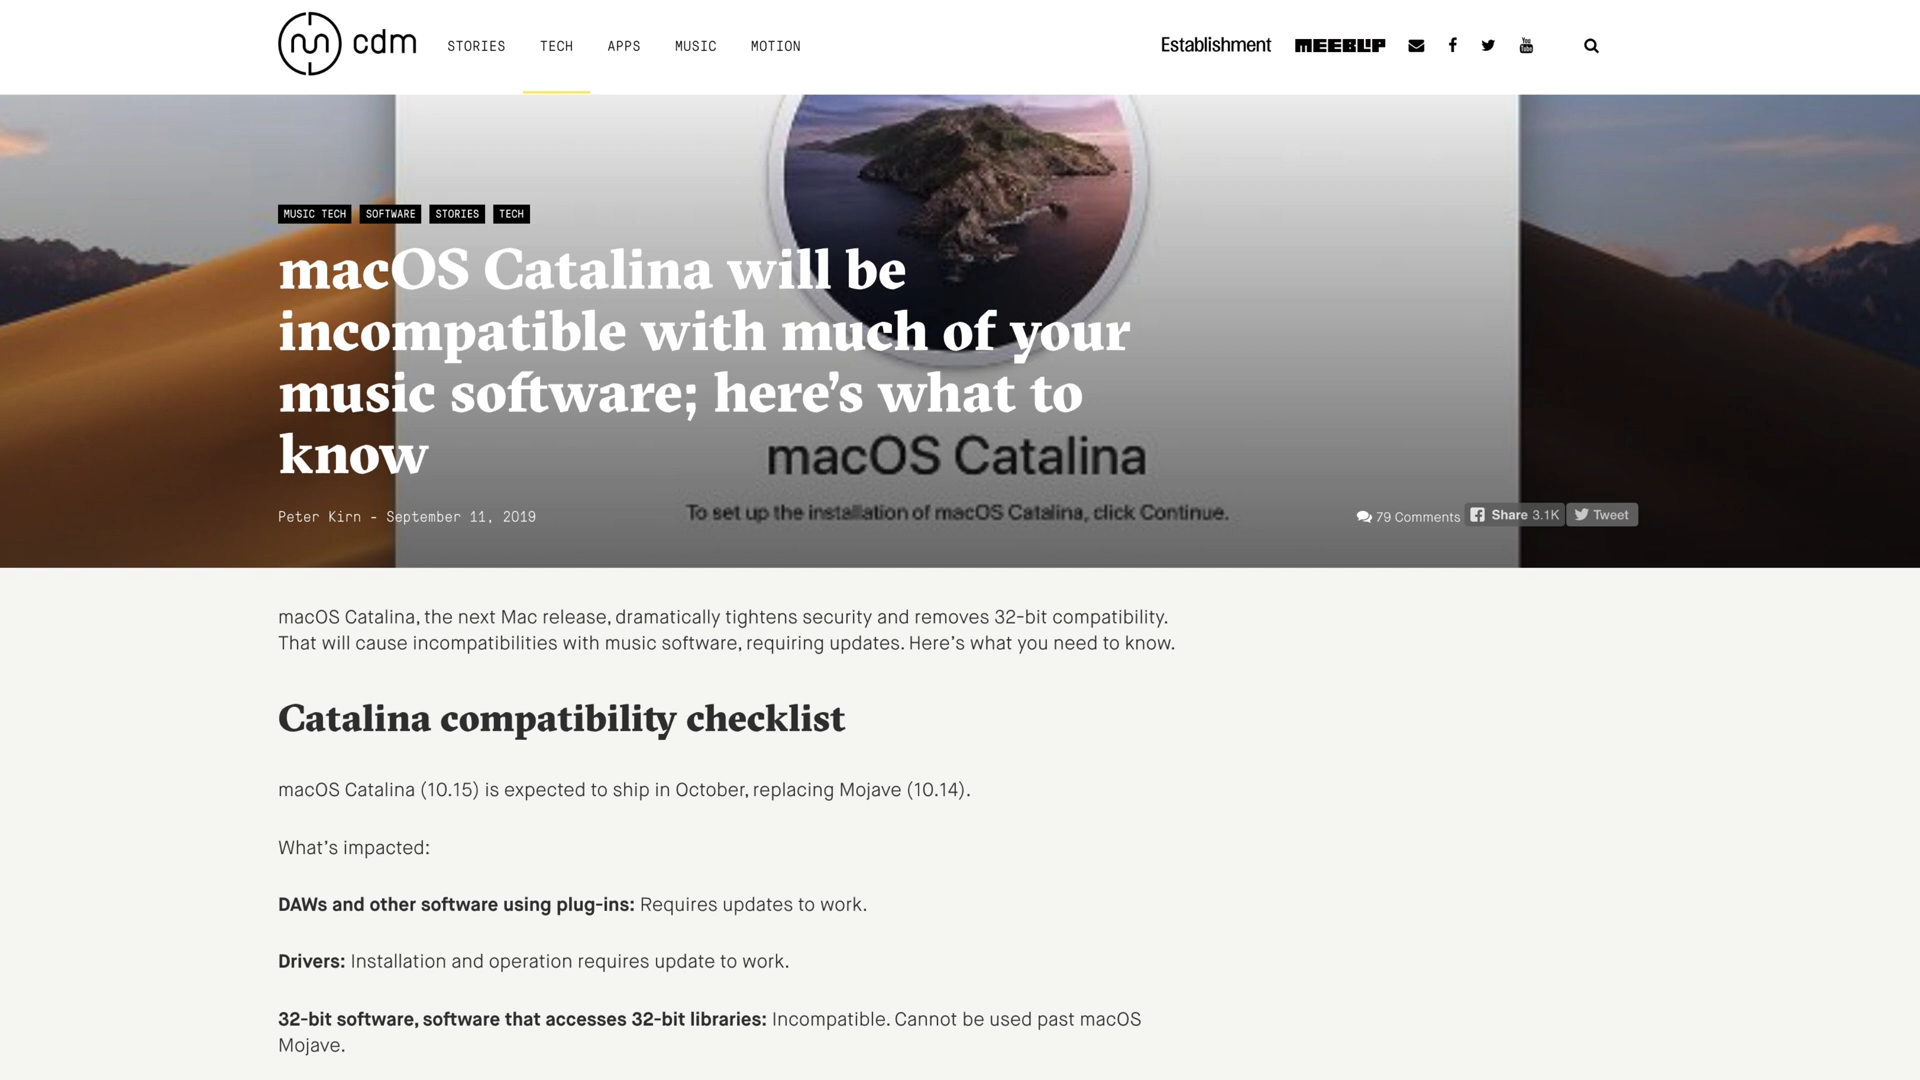 cdm
STORIES TECH APPS MUSIC MOTION
Establishment MEEBLIP
You
Tube
MUSIC TECH SOFTWARE STORIES TECH
macOS Catalina will be
incompatible with much of your
music software; here’s what to
know
macOS Catalina
To set up the installation of macOS Catalina, click Continue.
Peter Kirn - September 11, 2019
79 Comments Share 3.1K Tweet
macOS Catalina, the next Mac release, dramatically tightens security and removes 32-bit compatibility.
That will cause incompatibilities with music software, requiring updates. Here’s what you need to know.
Catalina compatibility checklist
macOS Catalina (10.15) is expected to ship in October, replacing Mojave (10.14).
What’s impacted:
DAWs and other software using plug-ins: Requires updates to work.
Drivers: Installation and operation requires update to work.
32-bit software, software that accesses 32-bit libraries: Incompatible. Cannot be used past macOS
Mojave.